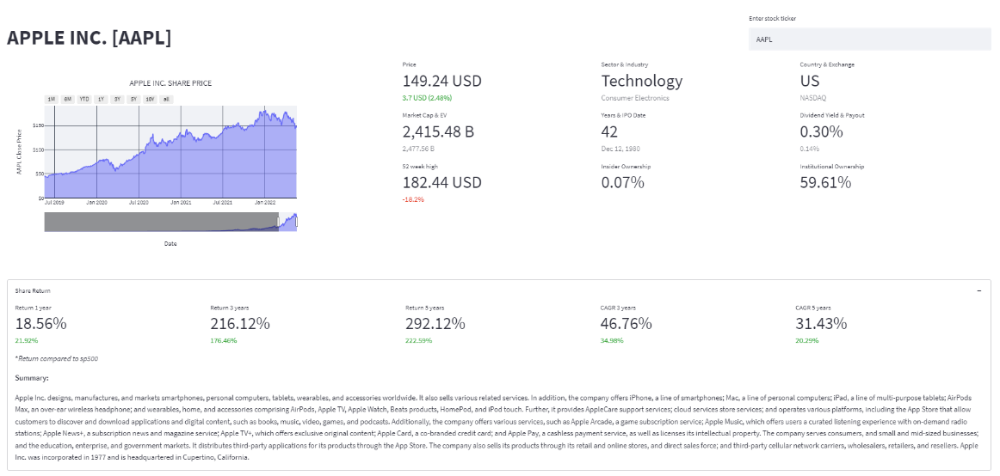 Enter stock ticker
APPLE INC. [AAPL]
AAPL
APPLE INC. SHARE PRICE
1M 6M YTD 1Y 3Y 5Y 10Y all
AAPL Close Price
$150
$100
$50
$0
Jul 2019 Jan 2020 Jul 2020 Jan 2021 Jul 2021 Jan 2022
Date
Price
149.24 USD
3.7 USD (2.48%)
Market Cap & EV
2,415.48 B
2,477.56 B
52 week high
182.44 USD
-18.2%
Sector & Industry
Technology
Consumer Electronics
Years & IPO Date
42
Dec 12, 1980
Insider Ownership
0.07%
Country & Exchange
US
NASDAQ
Dividend Yield & Payout
0.30%
0.14%
Institutional Ownership
59.61%
Share Return
−
Return 1 year
18.56%
21.92%
Return 3 years
216.12%
176.46%
Return 5 years
292.12%
222.59%
CAGR 3 years
46.76%
34.98%
CAGR 5 years
31.43%
20.29%
*Return compared to sp500
Summary:
Apple Inc. designs, manufactures, and markets smartphones, personal computers, tablets, wearables, and accessories worldwide. It also sells various related services. In addition, the company offers iPhone, a line of smartphones; Mac, a line of personal computers; iPad, a line of multi-purpose tablets; AirPods
Max, an over-ear wireless headphone; and wearables, home, and accessories comprising AirPods, Apple TV, Apple Watch, Beats products, HomePod, and iPod touch. Further, it provides AppleCare support services; cloud services store services; and operates various platforms, including the App Store that allow
customers to discover and download applications and digital content, such as books, music, video, games, and podcasts. Additionally, the company offers various services, such as Apple Arcade, a game subscription service; Apple Music, which offers users a curated listening experience with on-demand radio
stations; Apple News+, a subscription news and magazine service; Apple TV+, which offers exclusive original content; Apple Card, a co-branded credit card; and Apple Pay, a cashless payment service, as well as licenses its intellectual property. The company serves consumers, and small and mid-sized businesses;
and the education, enterprise, and government markets. It distributes third-party applications for its products through the App Store. The company also sells its products through its retail and online stores, and direct sales force; and third-party cellular network carriers, wholesalers, retailers, and resellers. Apple
Inc. was incorporated in 1977 and is headquartered in Cupertino, California.